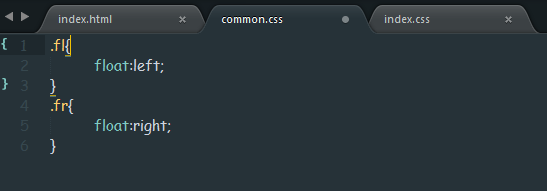 index.html × common.css index.css ×
{ 1 .fl{
2 float:left;
} 3 }
4 .fr{
5 float:right;
6 }